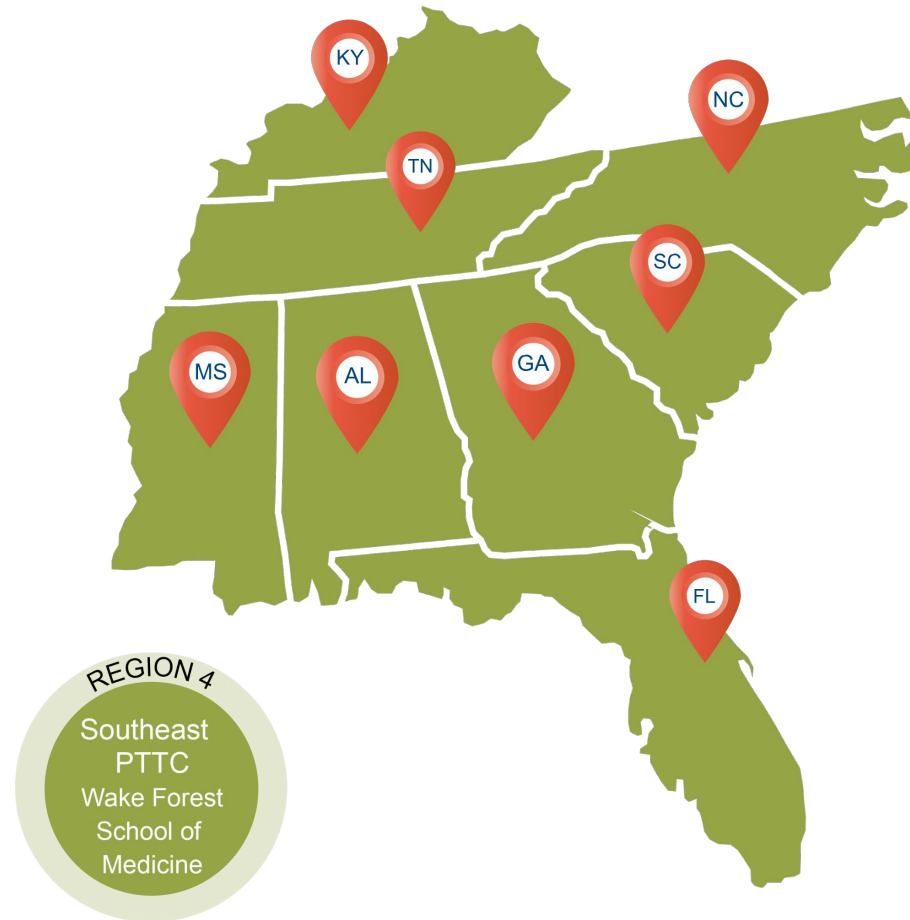 KY
NC
TN
SC
MS
AL
GA
FL
REGION 4
Southeast
PTTC
Wake Forest
School of
Medicine